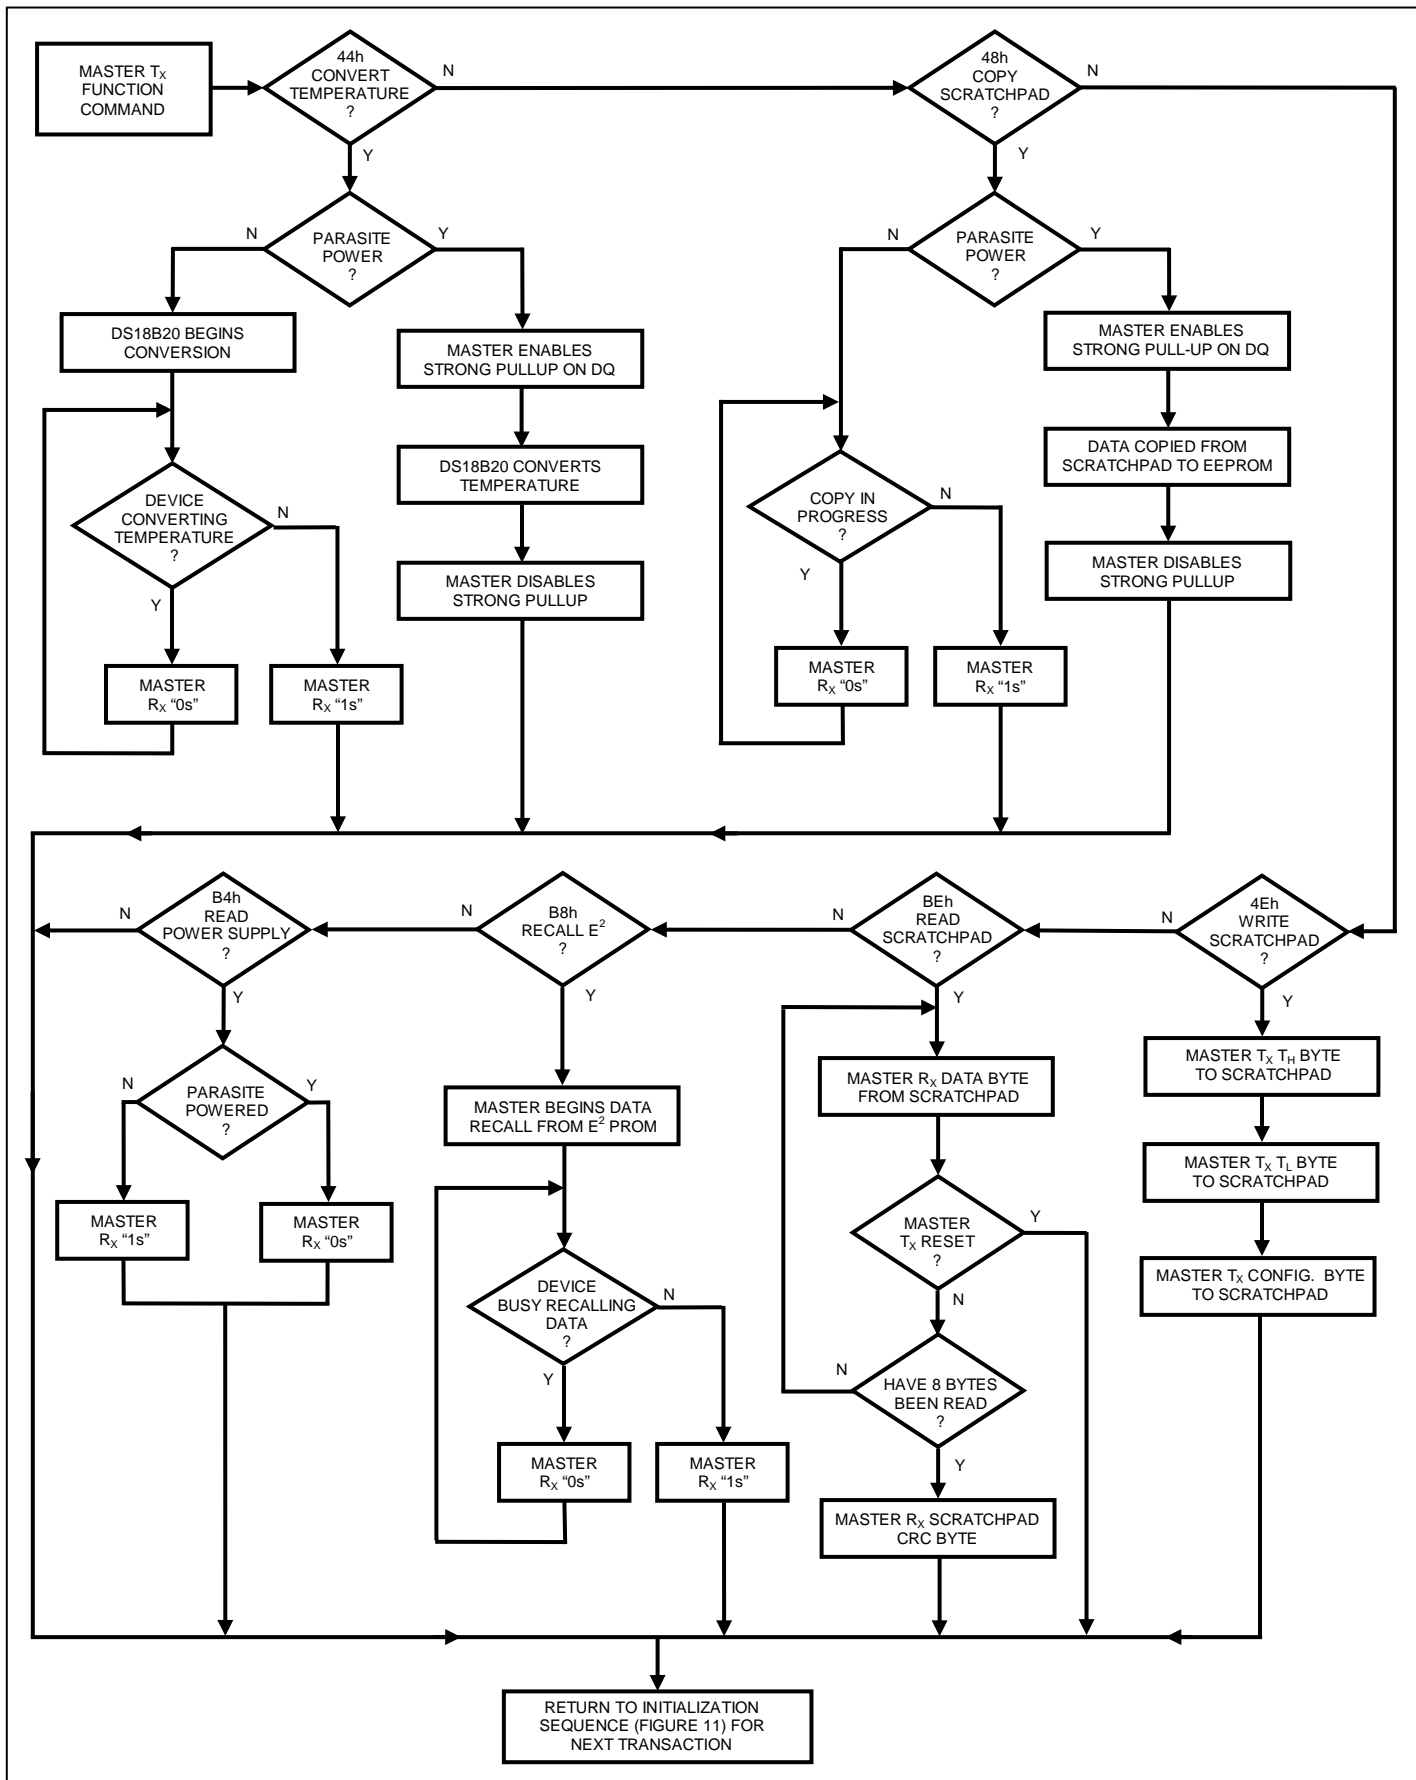 MASTER TX
FUNCTION
COMMAND
44h
CONVERT
TEMPERATURE
?
N
Y
48h
COPY
SCRATCHPAD
?
N
Y
N
PARASITE
POWER
?
Y
N
PARASITE
POWER
?
Y
DS18B20 BEGINS
CONVERSION
MASTER ENABLES
STRONG PULLUP ON DQ
MASTER ENABLES
STRONG PULL-UP ON DQ
DS18B20 CONVERTS
TEMPERATURE
DATA COPIED FROM
SCRATCHPAD TO EEPROM
DEVICE
CONVERTING
TEMPERATURE
?
N
Y
COPY IN
PROGRESS
?
N
Y
MASTER DISABLES
STRONG PULLUP
MASTER DISABLES
STRONG PULLUP
MASTER
RX “0s”
MASTER
RX “1s”
MASTER
RX “0s”
MASTER
RX “1s”
N
B4h
READ
POWER SUPPLY
?
Y
N
B8h
RECALL E2
?
Y
N
BEh
READ
SCRATCHPAD
?
Y
N
4Eh
WRITE
SCRATCHPAD
?
Y
N
PARASITE
POWERED
?
Y
MASTER
RX “1s”
MASTER
RX “0s”
MASTER BEGINS DATA
RECALL FROM E2 PROM
DEVICE
BUSY RECALLING
DATA
?
N
Y
MASTER
RX “0s”
MASTER
RX “1s”
MASTER RX DATA BYTE
FROM SCRATCHPAD
MASTER
TX RESET
?
Y
N
N
HAVE 8 BYTES
BEEN READ
?
Y
MASTER RX SCRATCHPAD
CRC BYTE
MASTER TX TH BYTE
TO SCRATCHPAD
MASTER TX TL BYTE
TO SCRATCHPAD
MASTER TX CONFIG. BYTE
TO SCRATCHPAD
RETURN TO INITIALIZATION
SEQUENCE (FIGURE 11) FOR
NEXT TRANSACTION